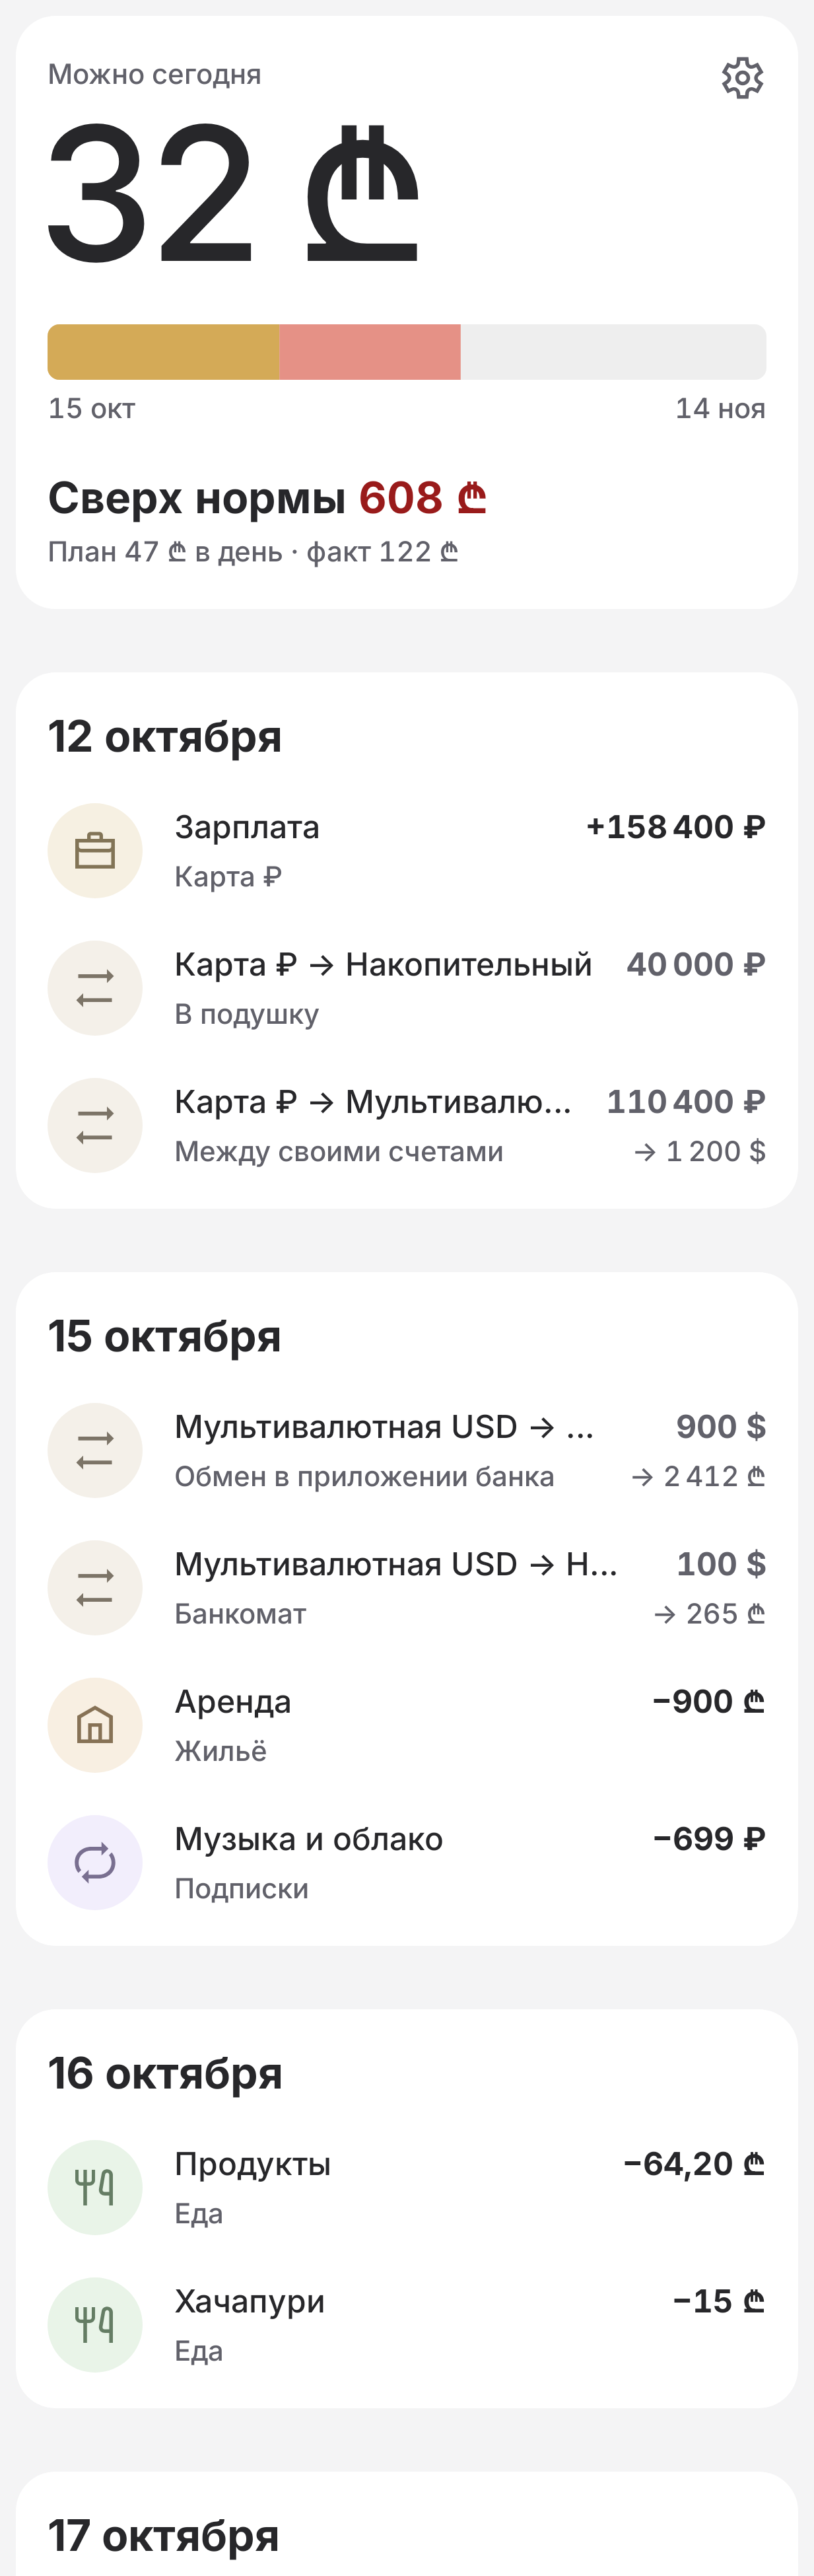 Можно сегодня
32 ₾
15 окт
14 ноя
Сверх нормы 608 ₾
План 47 ₾ в день · факт 122 ₾
12 октября
Зарплата
+158 400 ₽
Карта ₽
Карта ₽ → Накопительный
40 000 ₽
В подушку
Карта ₽ → Мультивалю...
110 400 ₽
Между своими счетами
→ 1 200 $
15 октября
Мультивалютная USD → ...
900 $
Обмен в приложении банка
→ 2 412 ₾
Мультивалютная USD → Н...
100 $
Банкомат
→ 265 ₾
Аренда
−900 ₾
Жильё
Музыка и облако
−699 ₽
Подписки
16 октября
Продукты
−64,20 ₾
Еда
Хачапури
−15 ₾
Еда
17 октября